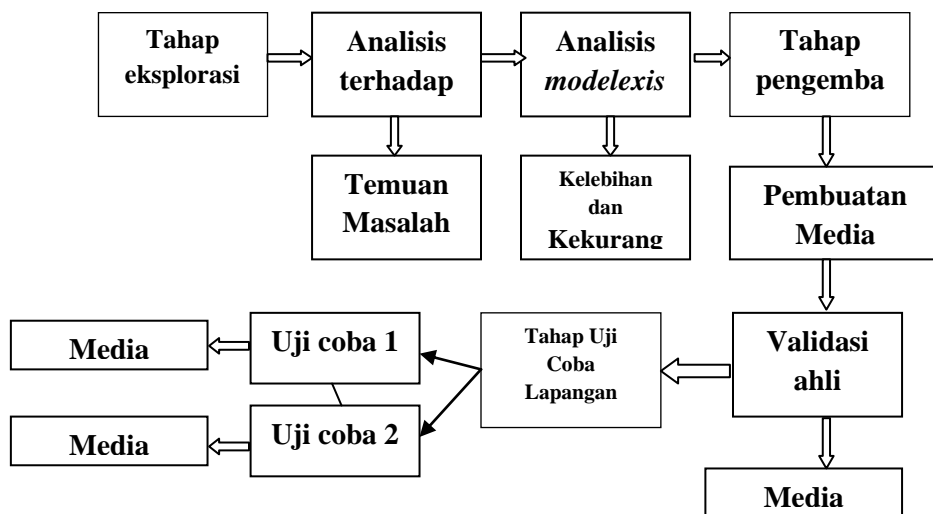 Tahap
eksplorasi
Analisis
terhadap
Analisis
modelexis
Tahap
pengemba
Temuan
Masalah
Kelebihan
dan
Kekurang
Pembuatan
Media
Media
Uji coba 1
Tahap Uji
Coba
Lapangan
Validasi
ahli
Media
Uji coba 2
Media